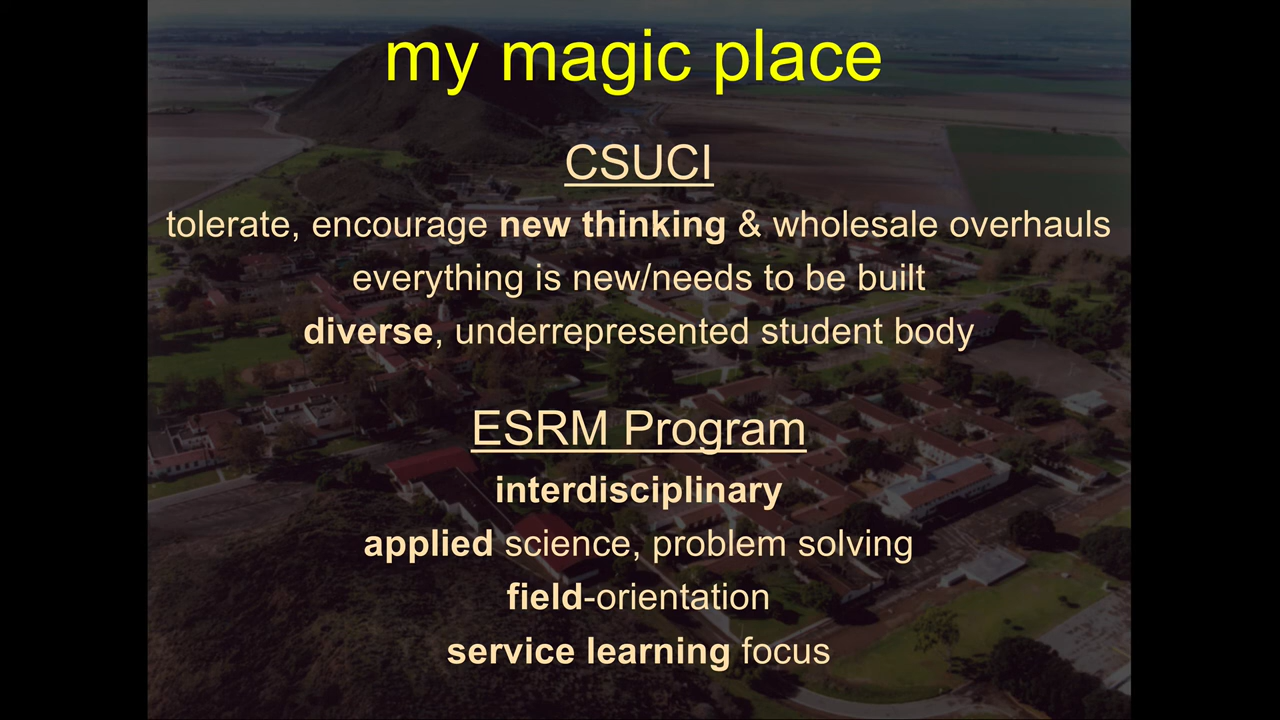 my magic place
CSUCI
tolerate, encourage new thinking & wholesale overhauls
everything is new/needs to be built
diverse, underrepresented student body
ESRM Program
interdisciplinary
applied science, problem solving
field-orientation
service learning focus